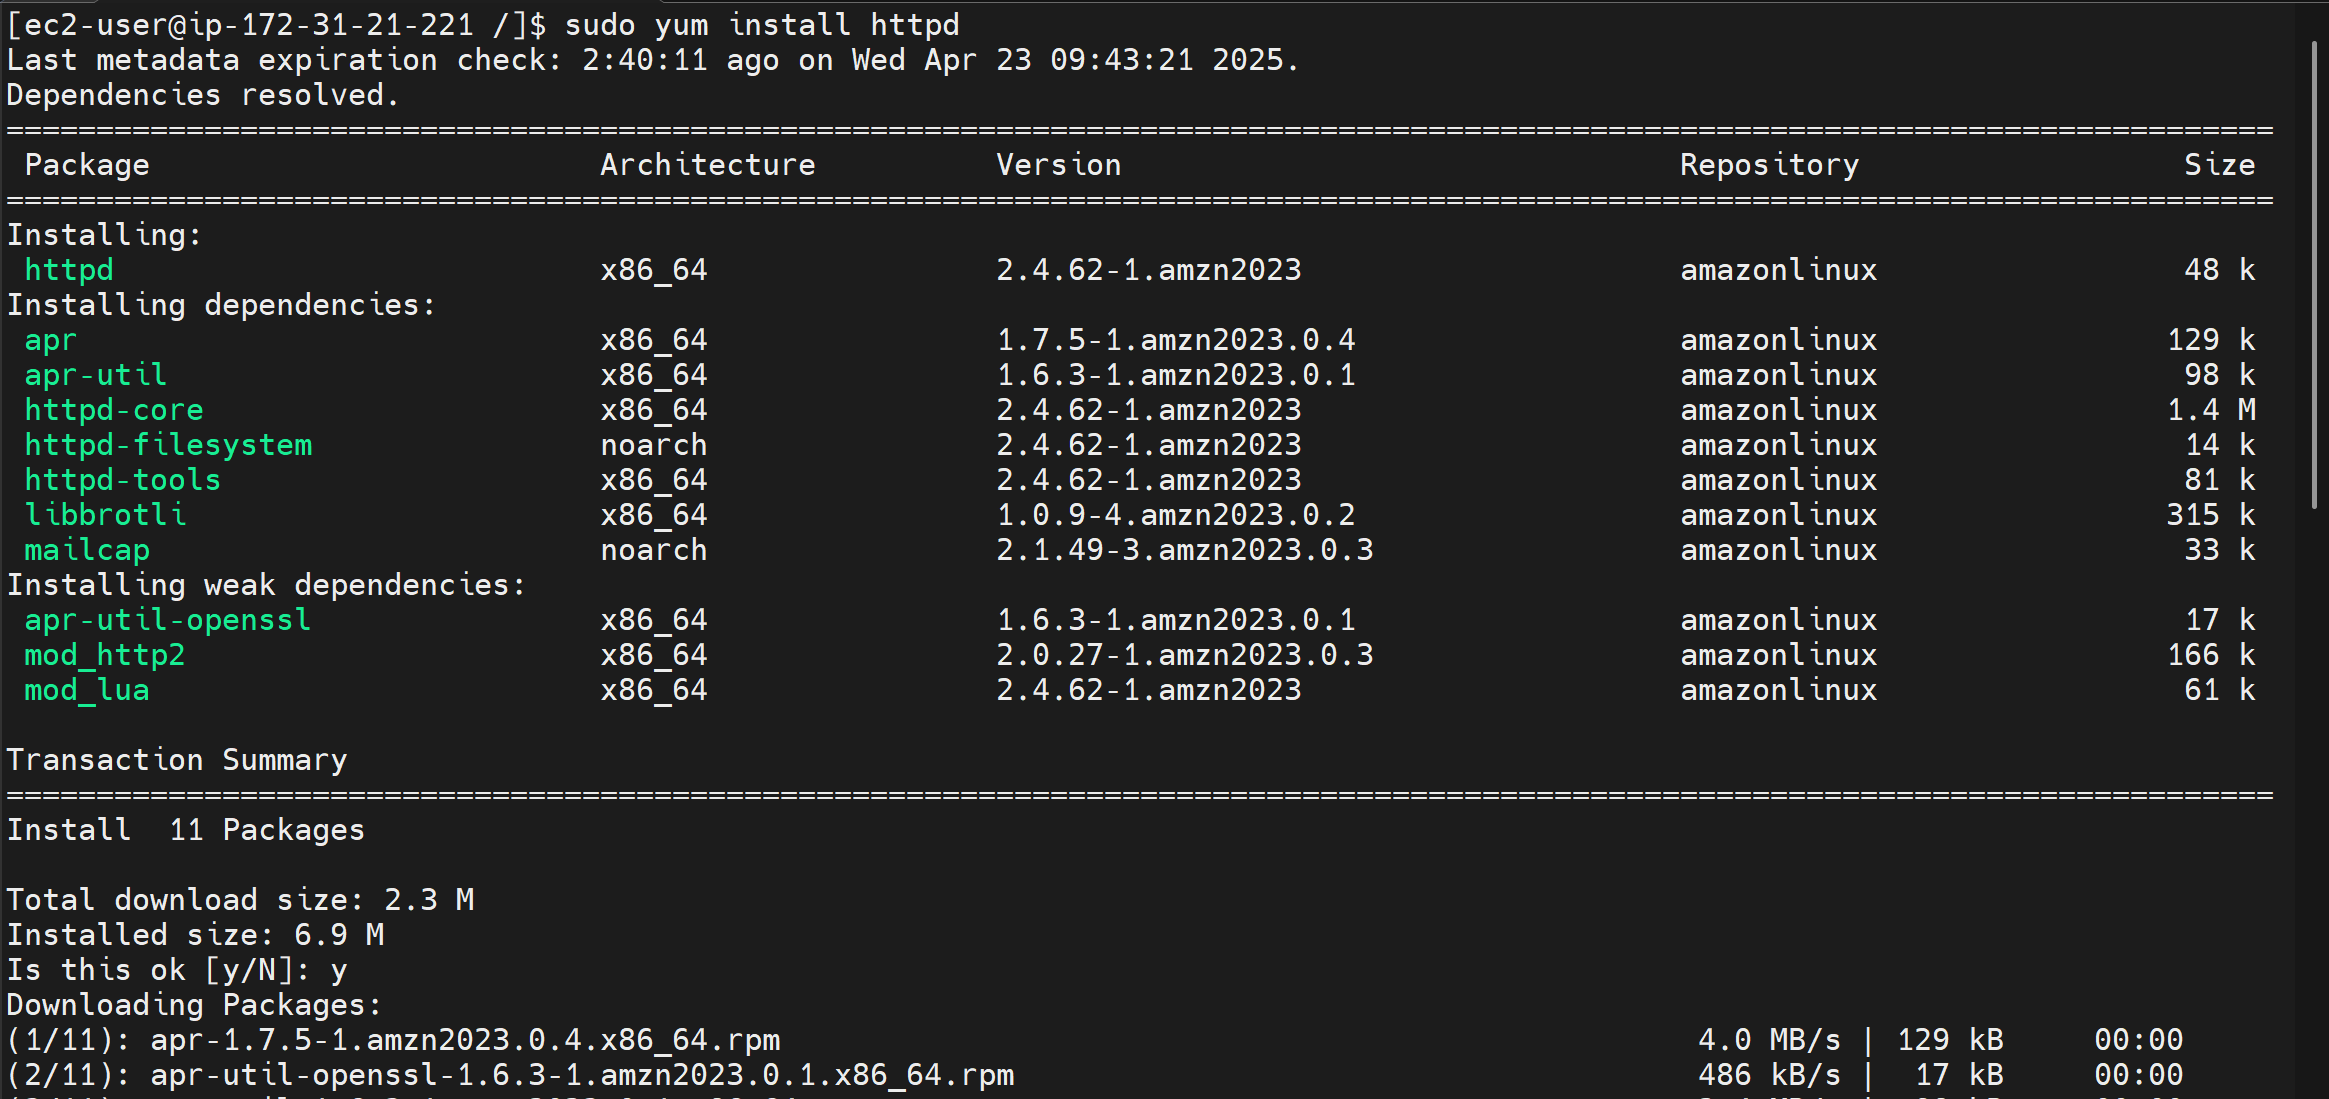 [ec2-user@ip-172-31-21-221 /]$ sudo yum install httpd
Last metadata expiration check: 2:40:11 ago on Wed Apr 23 09:43:21 2025.
Dependencies resolved.
==============================================================================================================================
Package Architecture Version Repository Size
==============================================================================================================================
Installing:
httpd x86_64 2.4.62-1.amzn2023 amazonlinux 48 k
Installing dependencies:
apr x86_64 1.7.5-1.amzn2023.0.4 amazonlinux 129 k
apr-util x86_64 1.6.3-1.amzn2023.0.1 amazonlinux 98 k
httpd-core x86_64 2.4.62-1.amzn2023 amazonlinux 1.4 M
httpd-filesystem noarch 2.4.62-1.amzn2023 amazonlinux 14 k
httpd-tools x86_64 2.4.62-1.amzn2023 amazonlinux 81 k
libbrotli x86_64 1.0.9-4.amzn2023.0.2 amazonlinux 315 k
mailcap noarch 2.1.49-3.amzn2023.0.3 amazonlinux 33 k
Installing weak dependencies:
apr-util-openssl x86_64 1.6.3-1.amzn2023.0.1 amazonlinux 17 k
mod_http2 x86_64 2.0.27-1.amzn2023.0.3 amazonlinux 166 k
mod_lua x86_64 2.4.62-1.amzn2023 amazonlinux 61 k
Transaction Summary
==============================================================================================================================
Install 11 Packages
Total download size: 2.3 M
Installed size: 6.9 M
Is this ok [y/N]: y
Downloading Packages:
(1/11): apr-1.7.5-1.amzn2023.0.4.x86_64.rpm 4.0 MB/s | 129 kB 00:00
(2/11): apr-util-openssl-1.6.3-1.amzn2023.0.1.x86_64.rpm 486 kB/s | 17 kB 00:00